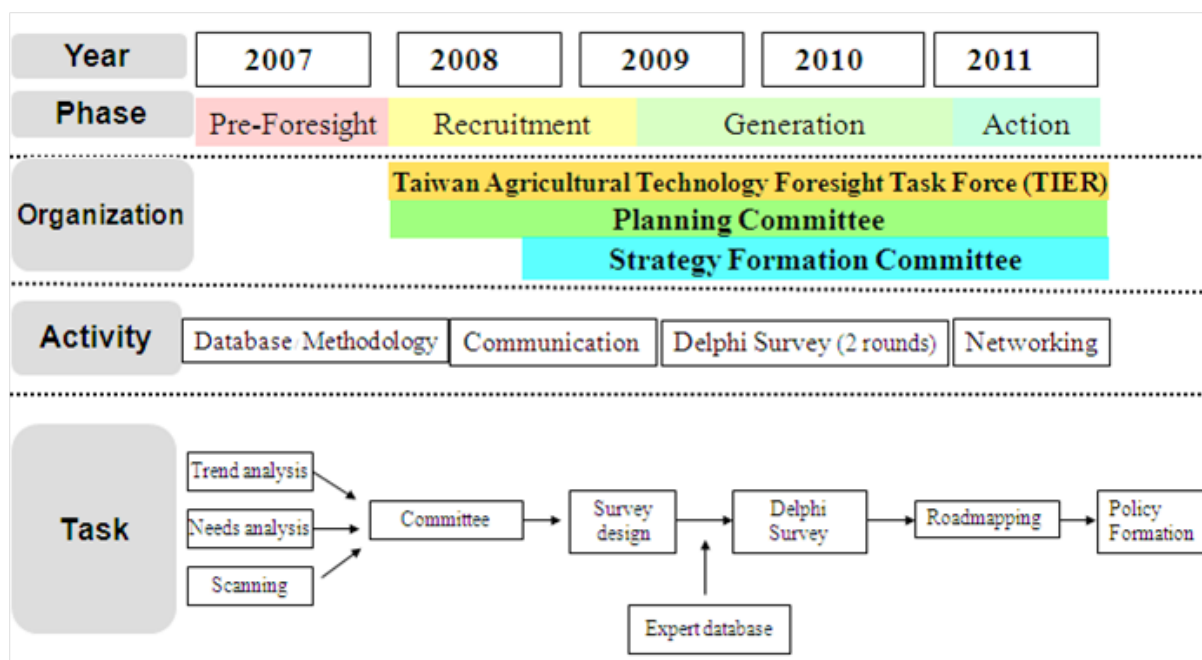 Year
2007
2008
2009
2010
2011
Phase
Pre-Foresight
Recruitment
Generation
Action
Organization
Taiwan Agricultural Technology Foresight Task Force (TIER)
Planning Committee
Strategy Formation Committee
Activity
Database/Methodology
Communication
Delphi Survey (2 rounds)
Networking
Task
Trend analysis
Needs analysis
Scanning
Committee
Survey
design
Expert database
Delphi
Survey
Roadmapping
Policy
Formation